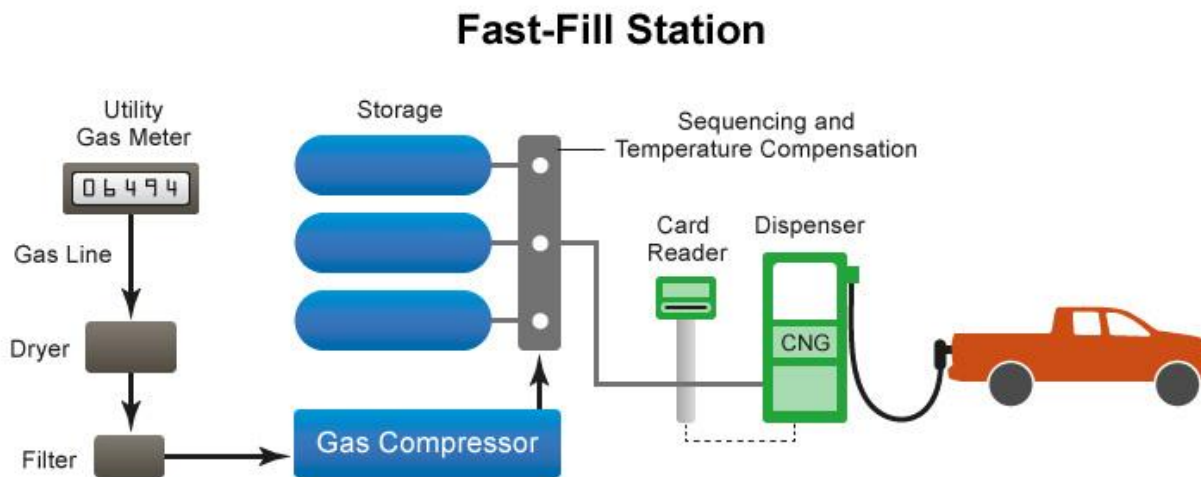 Fast-Fill Station
Utility
Gas Meter
06494
Gas Line
Dryer
Filter
Storage
Gas Compressor
Sequencing and
Temperature Compensation
Card
Reader
Dispenser
CNG